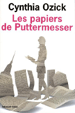 Cynthia Ozick
Les papiers de
Puttermesser